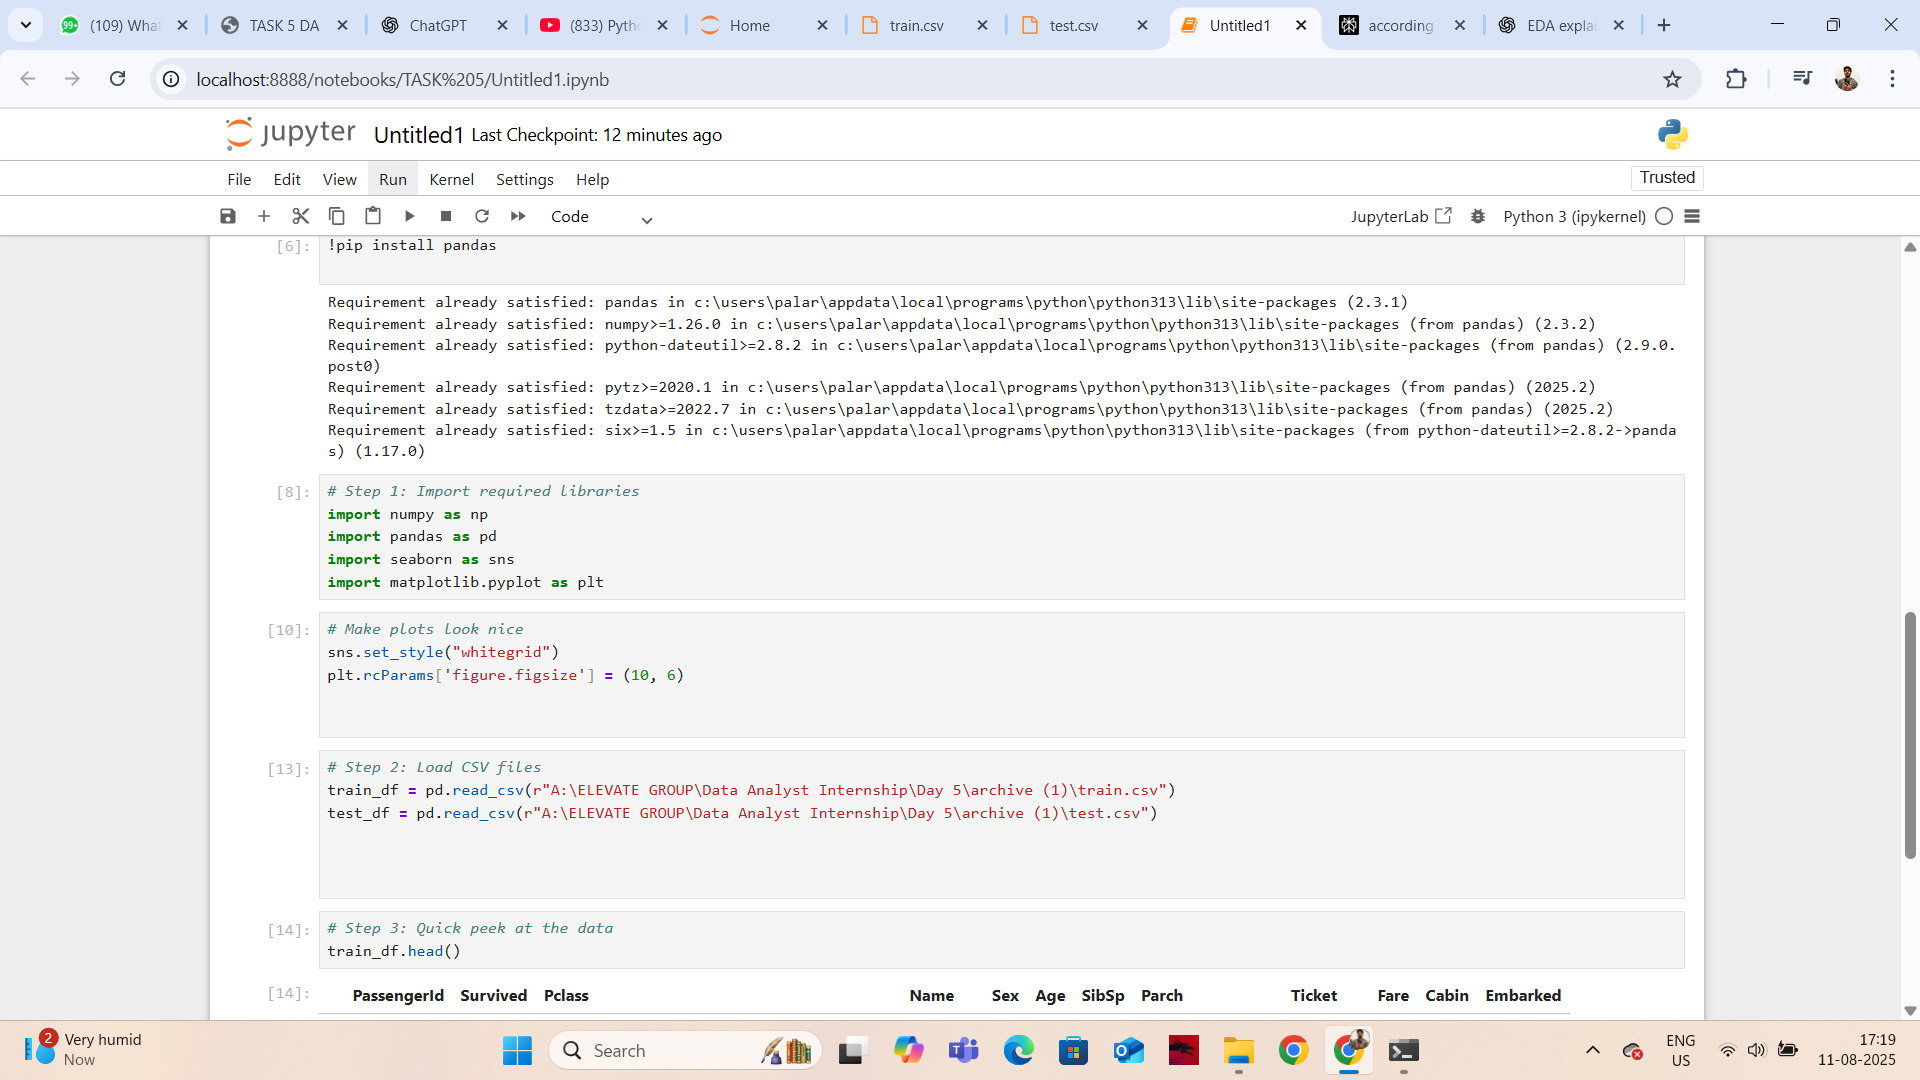 (109) What
TASK 5 DA
ChatGPT
(833) Pytho
Home
train.csv
test.csv
Untitled1
according
EDA expla
localhost:8888/notebooks/TASK%205/Untitled1.ipynb
jupyter Untitled1 Last Checkpoint: 12 minutes ago
File Edit View Run Kernel Settings Help
Trusted
Code
JupyterLab
Python 3 (ipykernel)
[6]: !pip install pandas
Requirement already satisfied: pandas in c:\users\palar\appdata\local\programs\python\python313\lib\site-packages (2.3.1)
Requirement already satisfied: numpy>=1.26.0 in c:\users\palar\appdata\local\programs\python\python313\lib\site-packages (from pandas) (2.3.2)
Requirement already satisfied: python-dateutil>=2.8.2 in c:\users\palar\appdata\local\programs\python\python313\lib\site-packages (from pandas) (2.9.0.
post0)
Requirement already satisfied: pytz>=2020.1 in c:\users\palar\appdata\local\programs\python\python313\lib\site-packages (from pandas) (2025.2)
Requirement already satisfied: tzdata>=2022.7 in c:\users\palar\appdata\local\programs\python\python313\lib\site-packages (from pandas) (2025.2)
Requirement already satisfied: six>=1.5 in c:\users\palar\appdata\local\programs\python\python313\lib\site-packages (from python-dateutil>=2.8.2->panda
s) (1.17.0)
[8]: # Step 1: Import required libraries
import numpy as np
import pandas as pd
import seaborn as sns
import matplotlib.pyplot as plt
[10]: # Make plots look nice
sns.set_style("whitegrid")
plt.rcParams['figure.figsize'] = (10, 6)
[13]: # Step 2: Load CSV files
train_df = pd.read_csv(r"A:\ELEVATE GROUP\Data Analyst Internship\Day 5\archive (1)\train.csv")
test_df = pd.read_csv(r"A:\ELEVATE GROUP\Data Analyst Internship\Day 5\archive (1)\test.csv")
[14]: # Step 3: Quick peek at the data
train_df.head()
[14]: PassengerId Survived Pclass Name Sex Age SibSp Parch Ticket Fare Cabin Embarked
2 Very humid
Now
Search
ENG
US
17:19
11-08-2025